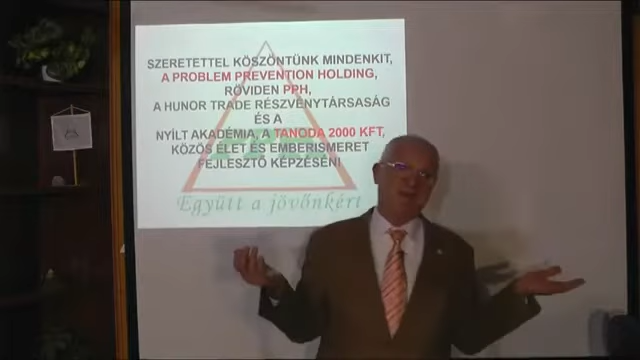 SZERETETTEL KÖSZÖNTÜNK MINDENKIT,
A PROBLEM PREVENTION HOLDING,
RÖVIDEN PPH,
A HUNOR TRADE RÉSZVÉNYTÁRSASÁG
ÉS A
NYÍLT AKADÉMIA, A TANODA 2000 KFT,
KÖZÖS ÉLET ÉS EMBERISMERET
FEJLESZTŐ KÉPZÉSÉN!
Együtt a jövőnkért